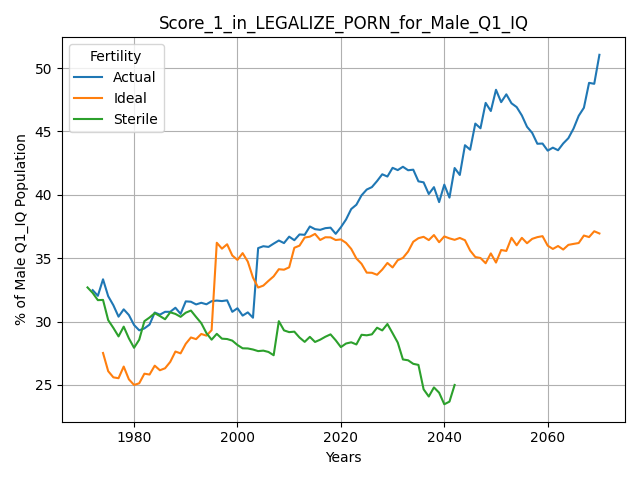 Score_1_in_LEGALIZE_PORN_for_Male_Q1_IQ
Fertility
Actual
Ideal
Sterile
% of Male Q1_IQ Population
50
45
40
35
30
25
1980
2000
2020
2040
2060
Years